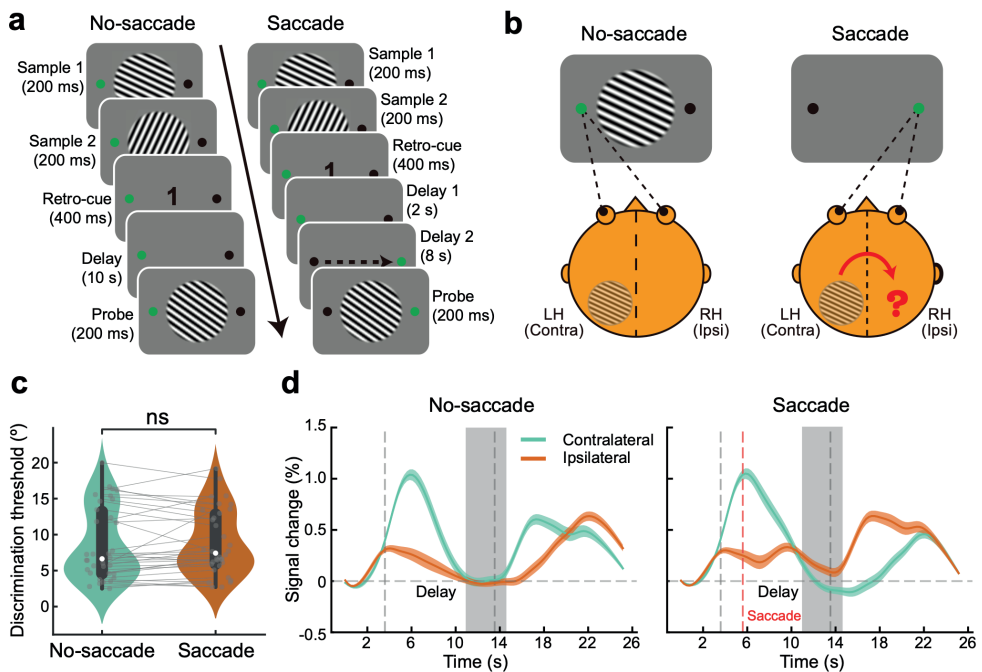 a
No-saccade
Saccade
Sample 1
(200 ms)
Sample 2
(200 ms)
Retro-cue
(400 ms)
1
Delay
(10 s)
Probe
(200 ms)
Sample 1
(200 ms)
Sample 2
(200 ms)
Retro-cue
(400 ms)
1
Delay 1
(2 s)
Delay 2
(8 s)
Probe
(200 ms)
b
No-saccade
Saccade
LH
(Contra)
RH
(Ipsi)
LH
(Contra)
?
RH
(Ipsi)
c
ns
Discrimination threshold (º)
20
15
10
5
0
No-saccade
Saccade
d
No-saccade
Saccade
Signal change (%)
1.5
1.0
0.5
0
-0.5
Contralateral
Ipsilateral
Delay
2 6 10 14 18 22 26
Time (s)
Delay
Saccade
2 6 10 14 18 22 26
Time (s)